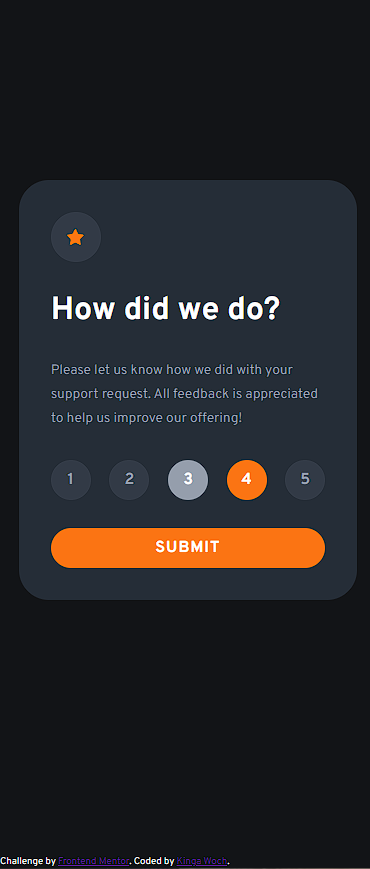 How did we do?
Please let us know how we did with your
support request. All feedback is appreciated
to help us improve our offering!
1 2 3 4 5
SUBMIT
Challenge by Frontend Mentor. Coded by Kinga Woch.